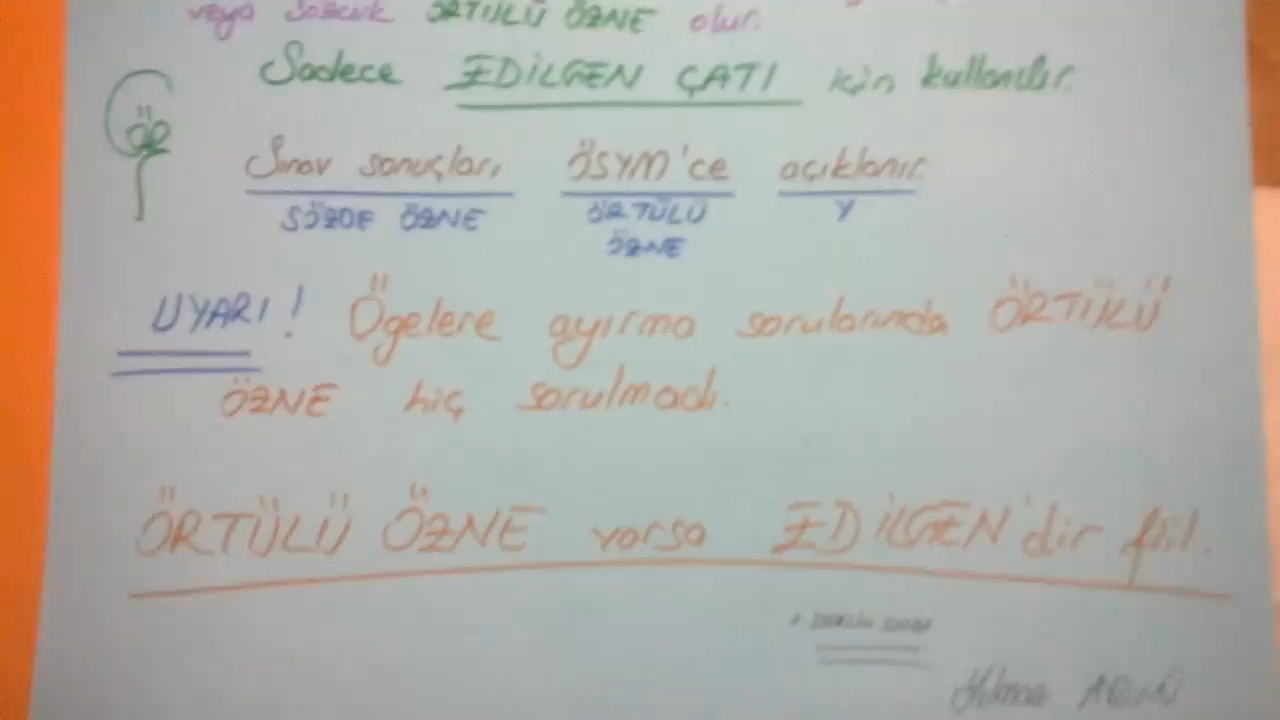 veya sözcük ÖRTÜLÜ ÖZNE olur.
Sadece EDİLGEN ÇATI için kullanılır.
ÖR
Sınav sonuçları, ÖSYM'ce açıklanır.
SÖZDE ÖZNE ÖRTÜLÜ ÖZNE Y
UYARI! Ögelere ayırma sorularında ÖRTÜLÜ
ÖZNE hiç sorulmadı.
ÖRTÜLÜ ÖZNE varsa EDİLGEN'dir fiil.